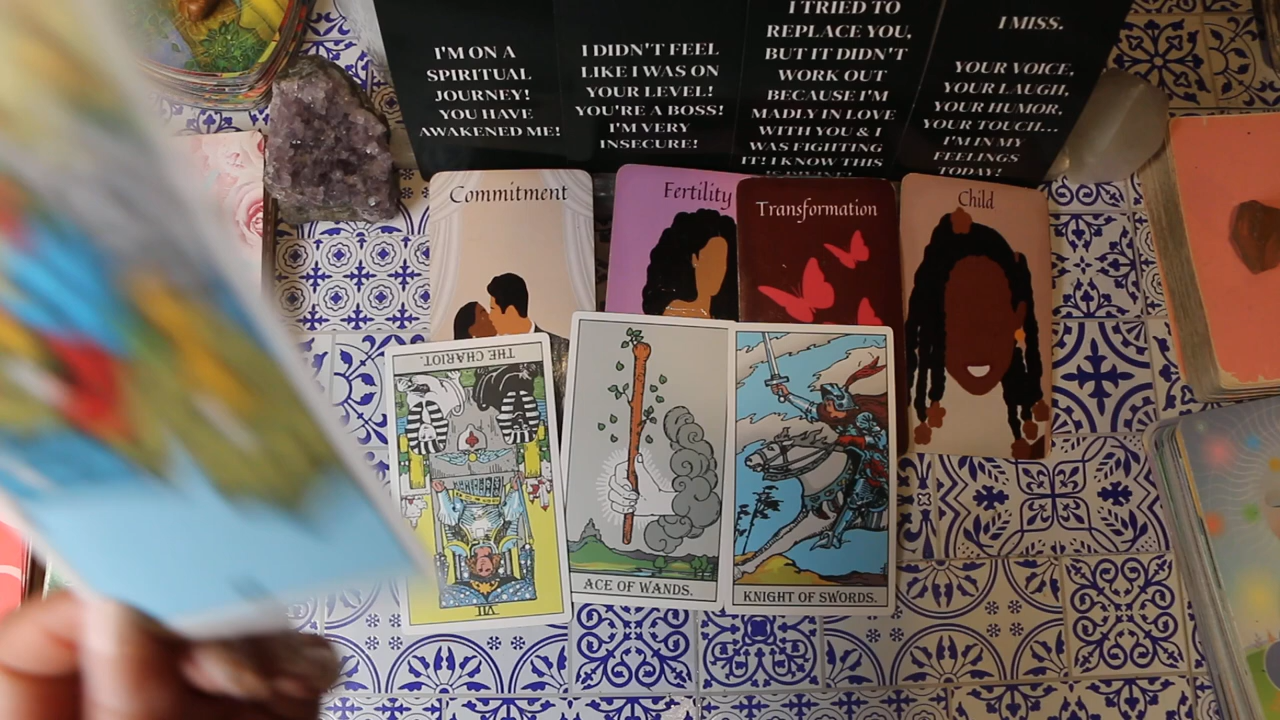 I'M ON A
SPIRITUAL
JOURNEY!
YOU HAVE
AWAKENED ME!
I DIDN'T FEEL
LIKE I WAS ON
YOUR LEVEL!
YOU'RE A BOSS!
I'M VERY
INSECURE!
I TRIED TO
REPLACE YOU,
BUT IT DIDN'T
WORK OUT
BECAUSE I'M
MADLY IN LOVE
WITH YOU & I
WAS FIGHTING
IT! I KNOW THIS
I MISS.
YOUR VOICE,
YOUR LAUGH,
YOUR HUMOR,
YOUR TOUCH...
I'M IN MY
FEELINGS
TODAY!
Commitment
Fertility
Transformation
Child
THE CHARIOT.
VII
ACE OF WANDS.
KNIGHT OF SWORDS.